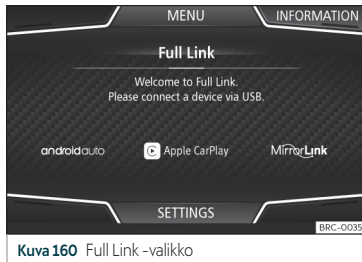 MENU INFORMATION
Full Link
Welcome to Full Link.
Please connect a device via USB.
androidauto Apple CarPlay MirrorLink
SETTINGS
BRC-0035
Kuva 160 Full Link -valikko